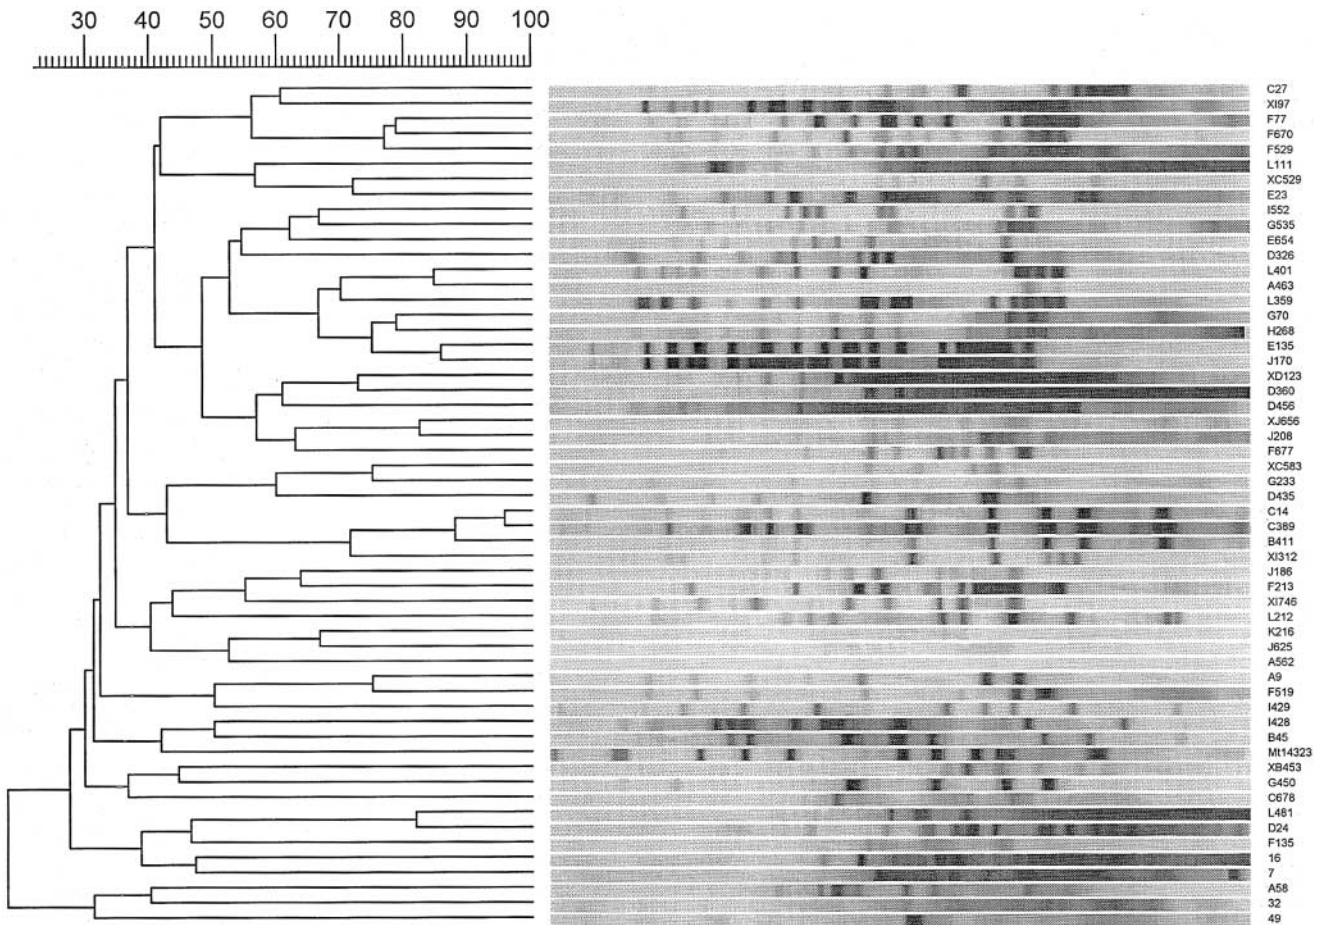 30 40 50 60 70 80 90 100
C27
XI97
F77
F670
F529
L111
XC529
E23
I552
G535
E654
D326
L401
A463
L359
G70
H268
E135
J170
XD123
D360
D456
XJ656
J208
F677
XC583
G233
D435
C14
C389
B411
XI312
J186
F213
XI746
L212
K216
J625
A562
A9
F519
I429
I428
B45
Mt14323
XB453
G450
C678
L481
D24
F135
16
7
A58
32
49